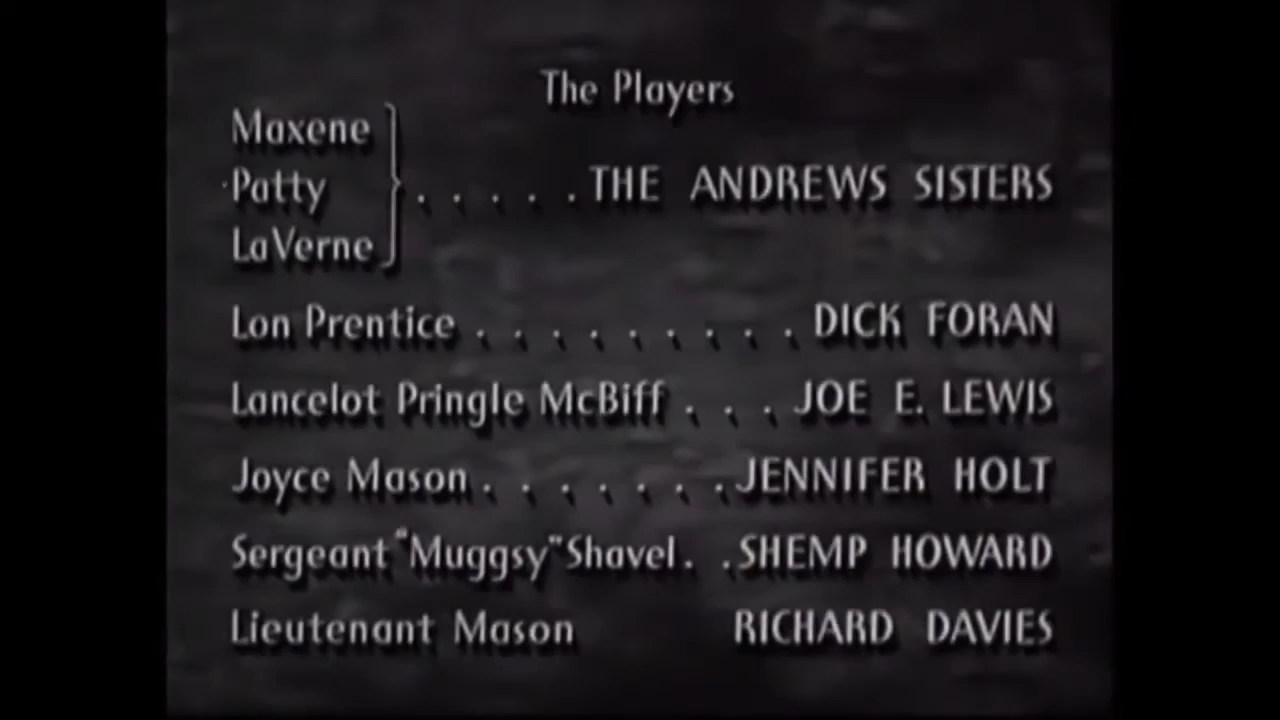 The Players
Maxene
Patty } . . . . . THE ANDREWS SISTERS
LaVerne
Lon Prentice . . . . . . . . . DICK FORAN
Lancelot Pringle McBiff . . . JOE E. LEWIS
Joyce Mason . . . . . . . JENNIFER HOLT
Sergeant "Muggsy" Shavel . . SHEMP HOWARD
Lieutenant Mason RICHARD DAVIES